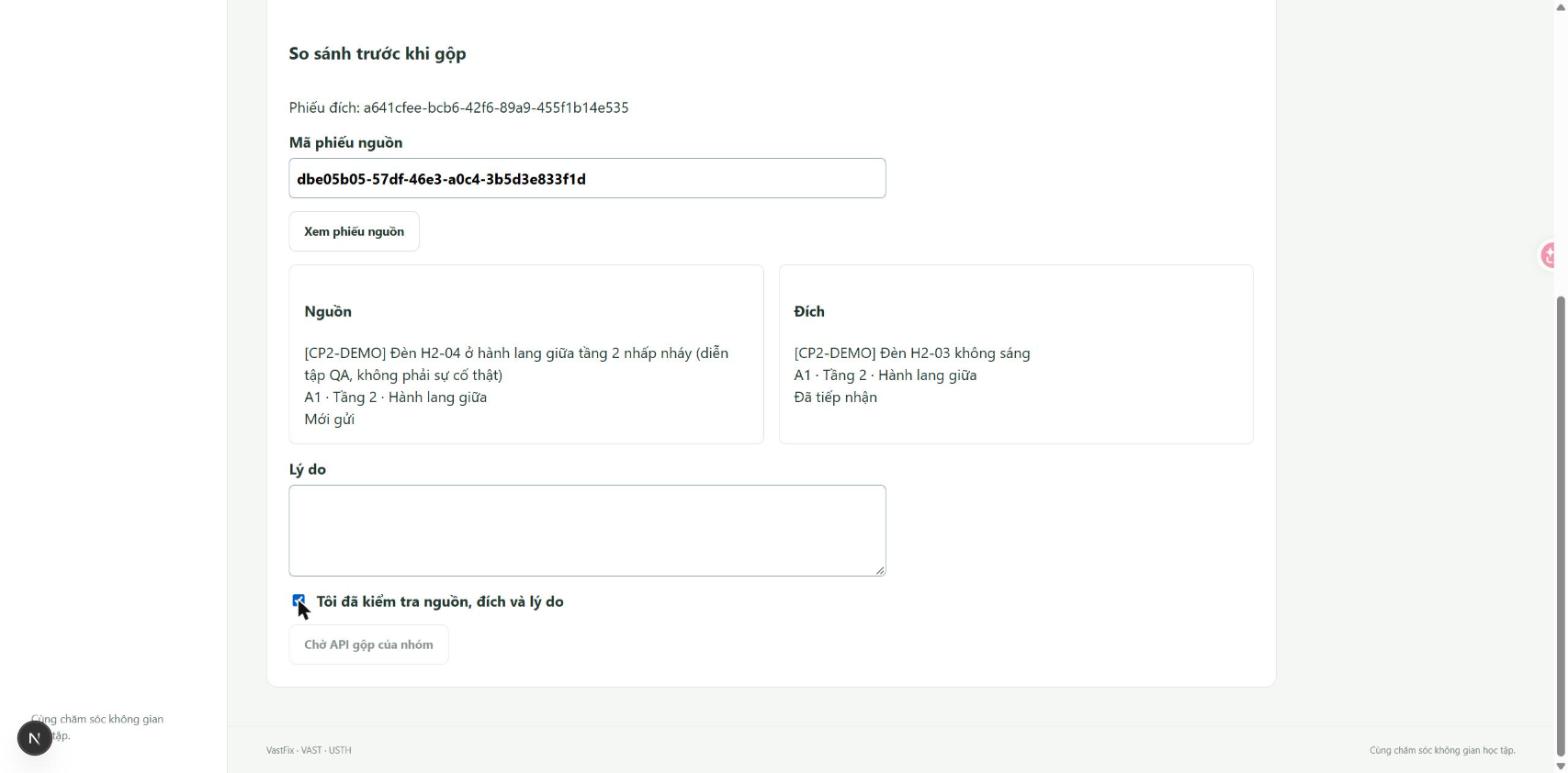 So sánh trước khi gộp
Phiếu đích: a641cfee-bcb6-42f6-89a9-455f1b14e535
Mã phiếu nguồn
dbe05b05-57df-46e3-a0c4-3b5d3e833f1d
Xem phiếu nguồn
Nguồn
[CP2-DEMO] Đèn H2-04 ở hành lang giữa tầng 2 nhấp nháy (diễn
tập QA, không phải sự cố thật)
A1 · Tầng 2 · Hành lang giữa
Mới gửi
Đích
[CP2-DEMO] Đèn H2-03 không sáng
A1 · Tầng 2 · Hành lang giữa
Đã tiếp nhận
Lý do
Tôi đã kiểm tra nguồn, đích và lý do
Chờ API gộp của nhóm
Cùng chăm sóc không gian
tập.
N
VastFix · VAST · USTH
Cùng chăm sóc không gian học tập.